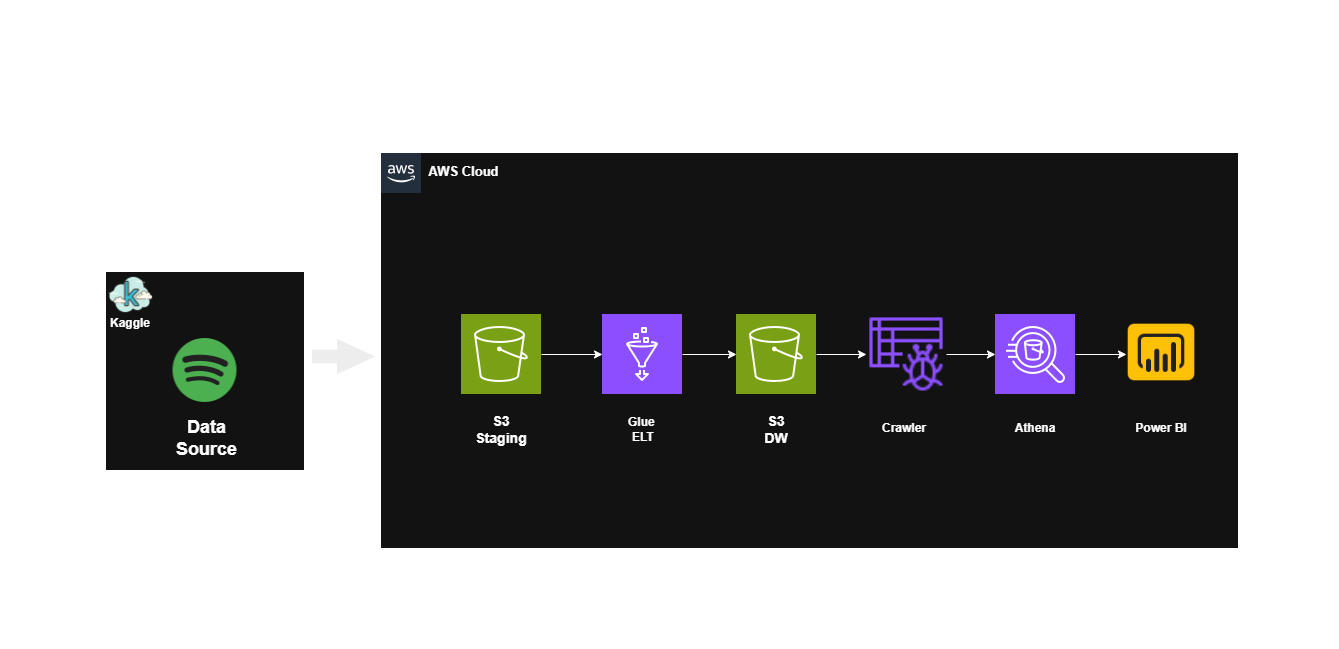 aws
AWS Cloud
k
Kaggle
Data
Source
S3
Staging
Glue
ELT
S3
DW
Crawler
Athena
Power BI